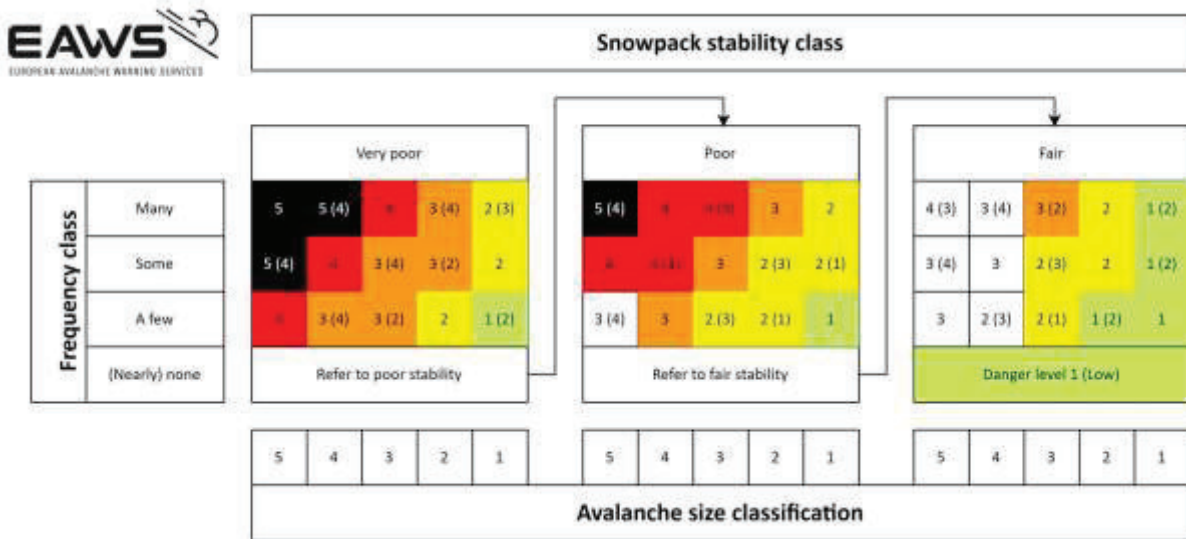 EAWS
EUROPEAN AVALANCHE WARNING SERVICES
Snowpack stability class
Very poor
Poor
Fair
Frequency class
Many
5 5 (4) 4 3 (4) 2 (3)
5 (4) 4 3 2
4 (3) 3 (4) 3 (2) 2 1 (2)
Some
5 (4) 4 3 (4) 3 (2) 2
4 3 2 (3) 2 (1)
3 (4) 3 2 (3) 2 1 (2)
A few
3 (4) 3 (2) 2 1 (2)
3 (4) 3 2 (3) 2 (1) 1
3 2 (3) 2 (1) 1 (2) 1
(Nearly) none
Refer to poor stability
Refer to fair stability
Danger level 1 (Low)
5 4 3 2 1
5 4 3 2 1
5 4 3 2 1
Avalanche size classification